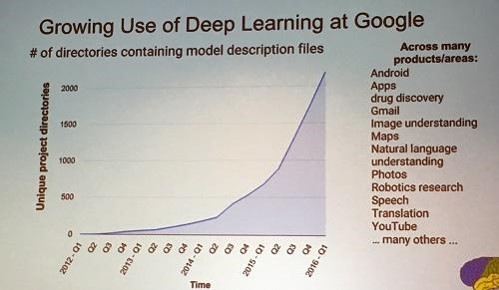 Growing Use of Deep Learning at Google
# of directories containing model description files
Across many
products/areas:
Android
Apps
drug discovery
Gmail
Image understanding
Maps
Natural language
understanding
Photos
Robotics research
Speech
Translation
YouTube
... many others ...
Unique project directories
2000
1500
1000
500
0
2012 - Q1
Q2
Q3
Q4
2013 - Q1
Q2
Q3
Q4
2014 - Q1
Q2
Q3
Q4
2015 - Q1
Q2
Q3
Q4
2016 - Q1
Time